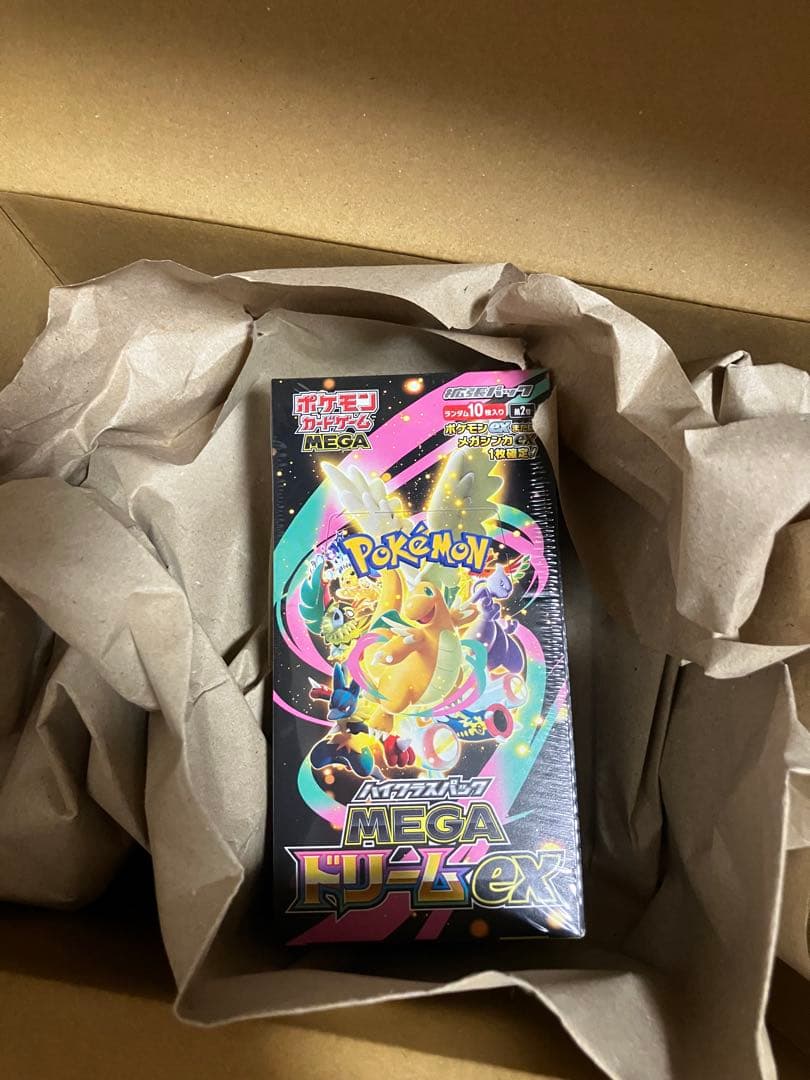 ポケモン
カードゲーム
MEGA
拡張パック
ランダム10枚入り
ポケモンex または
メガシンカex
1枚確定!
POKéMON
ハイクラスパック
MEGA
ドリームex